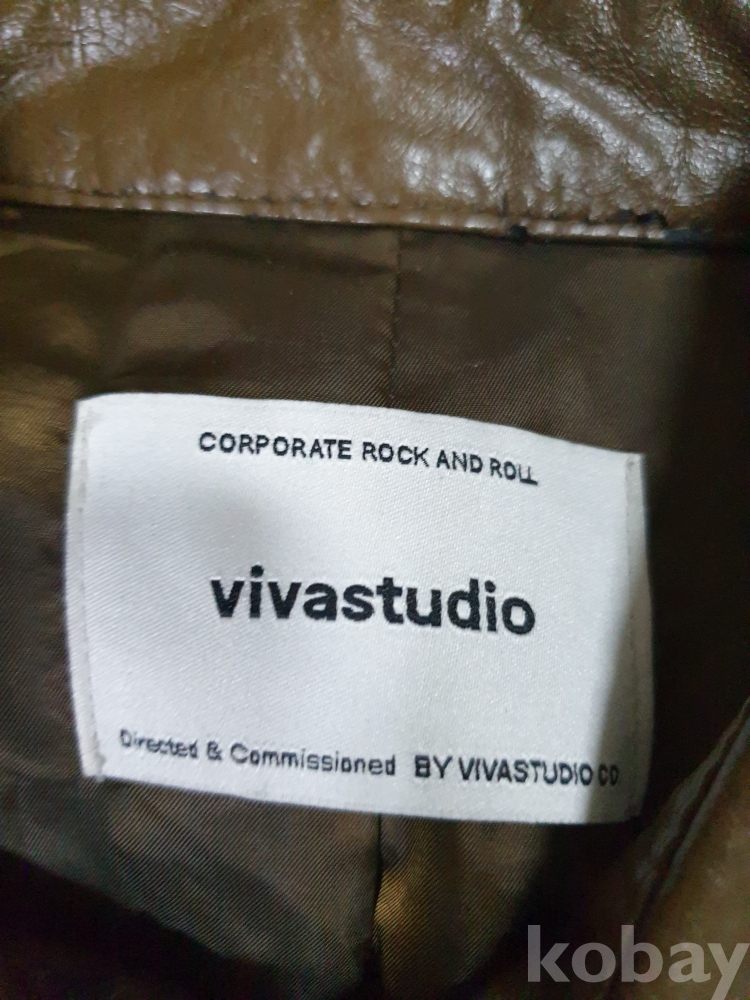 CORPORATE ROCK AND ROLL
vivastudio
Directed & Commissioned BY VIVASTUDIO CO
kobay